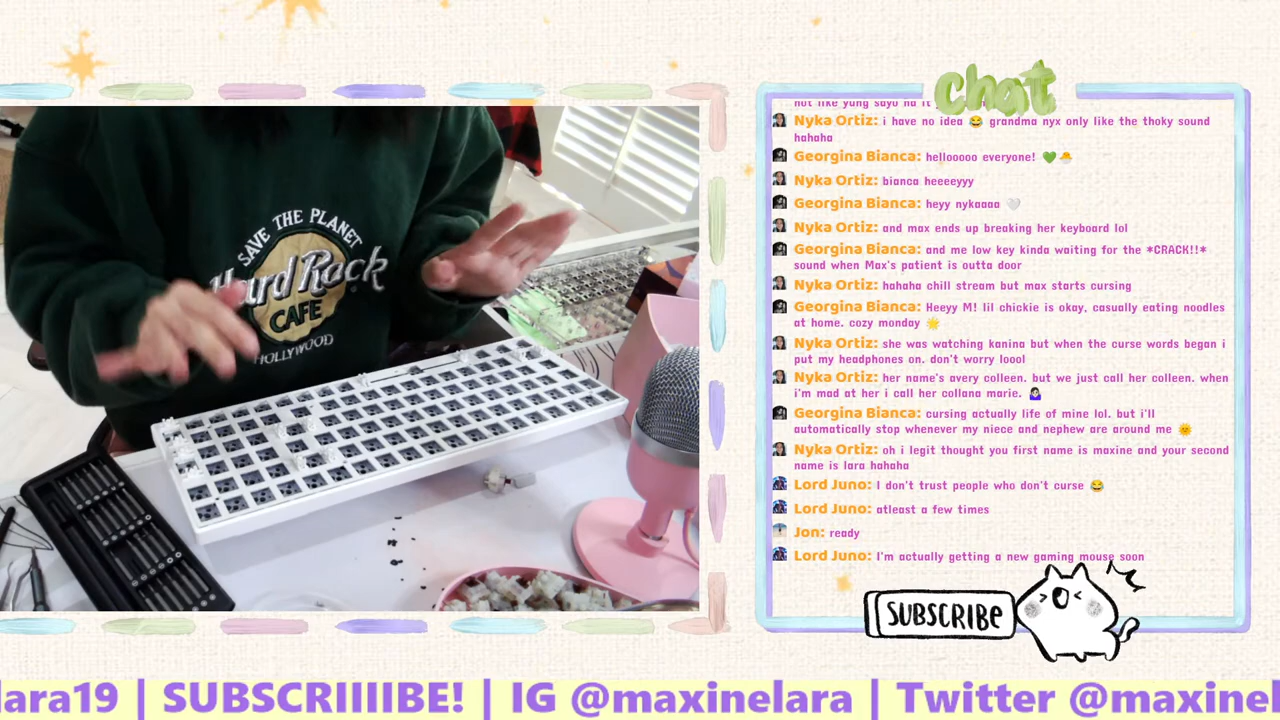 chat
not like yung sayo na it
Nyka Ortiz: i have no idea 😂 grandma nyx only like the thoky sound
hahaha
Georgina Bianca: hellooooo everyone! 💚🐣
Nyka Ortiz: bianca heeeeyyy
Georgina Bianca: heyy nykaaaa 🤍
Nyka Ortiz: and max ends up breaking her keyboard lol
Georgina Bianca: and me low key kinda waiting for the *CRACK!!*
sound when Max's patient is outta door
Nyka Ortiz: hahaha chill stream but max starts cursing
Georgina Bianca: Heeyy M! lil chickie is okay, casually eating noodles
at home. cozy monday 🌟
Nyka Ortiz: she was watching kanina but when the curse words began i
put my headphones on. don't worry loool
Nyka Ortiz: her name's avery colleen. but we just call her colleen. when
i'm mad at her i call her collana marie. 🤷🏻‍♀️
Georgina Bianca: cursing actually life of mine lol. but i'll
automatically stop whenever my niece and nephew are around me 🌞
Nyka Ortiz: oh i legit thought you first name is maxine and your second
name is lara hahaha
Lord Juno: I don't trust people who don't curse 😂
Lord Juno: atleast a few times
Jon: ready
Lord Juno: I'm actually getting a new gaming mouse soon
SUBSCRIBE
SAVE THE PLANET
Hard Rock
CAFE
HOLLYWOOD
lara19 | SUBSCRIIIIBE! | IG @maxinelara | Twitter @maxinel